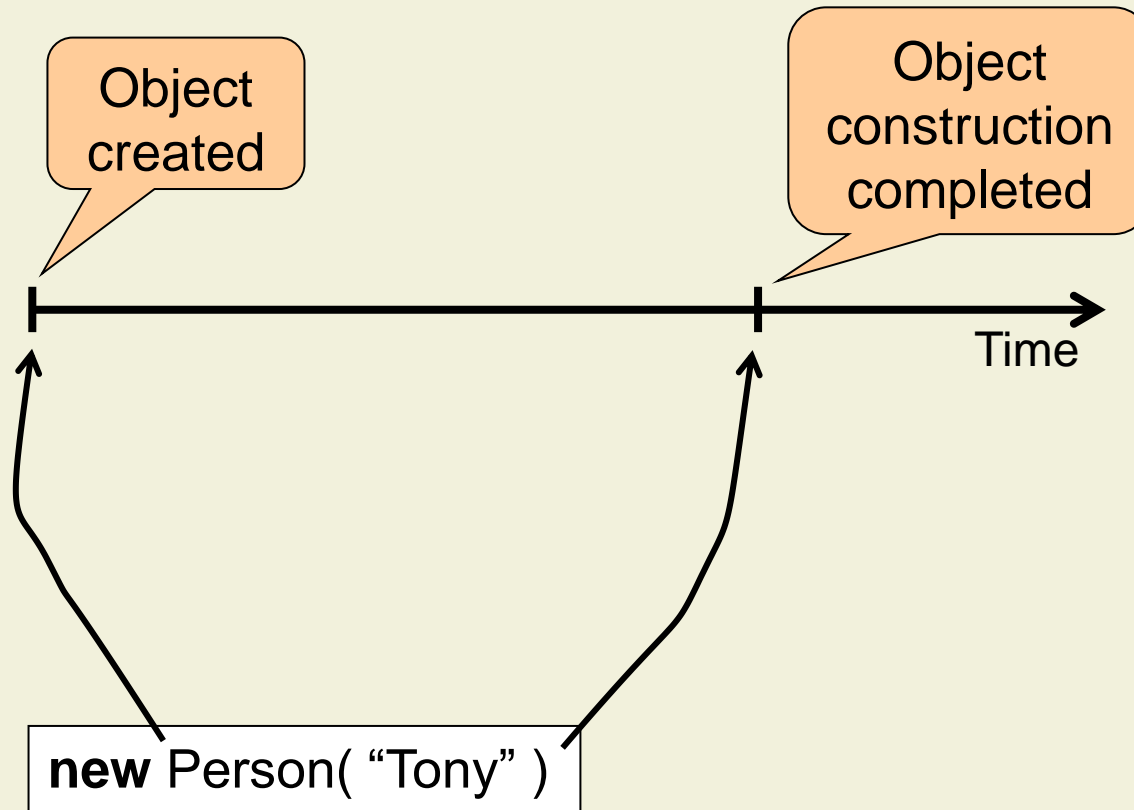 Object
created
Object
construction
completed
Time
new Person( “Tony” )